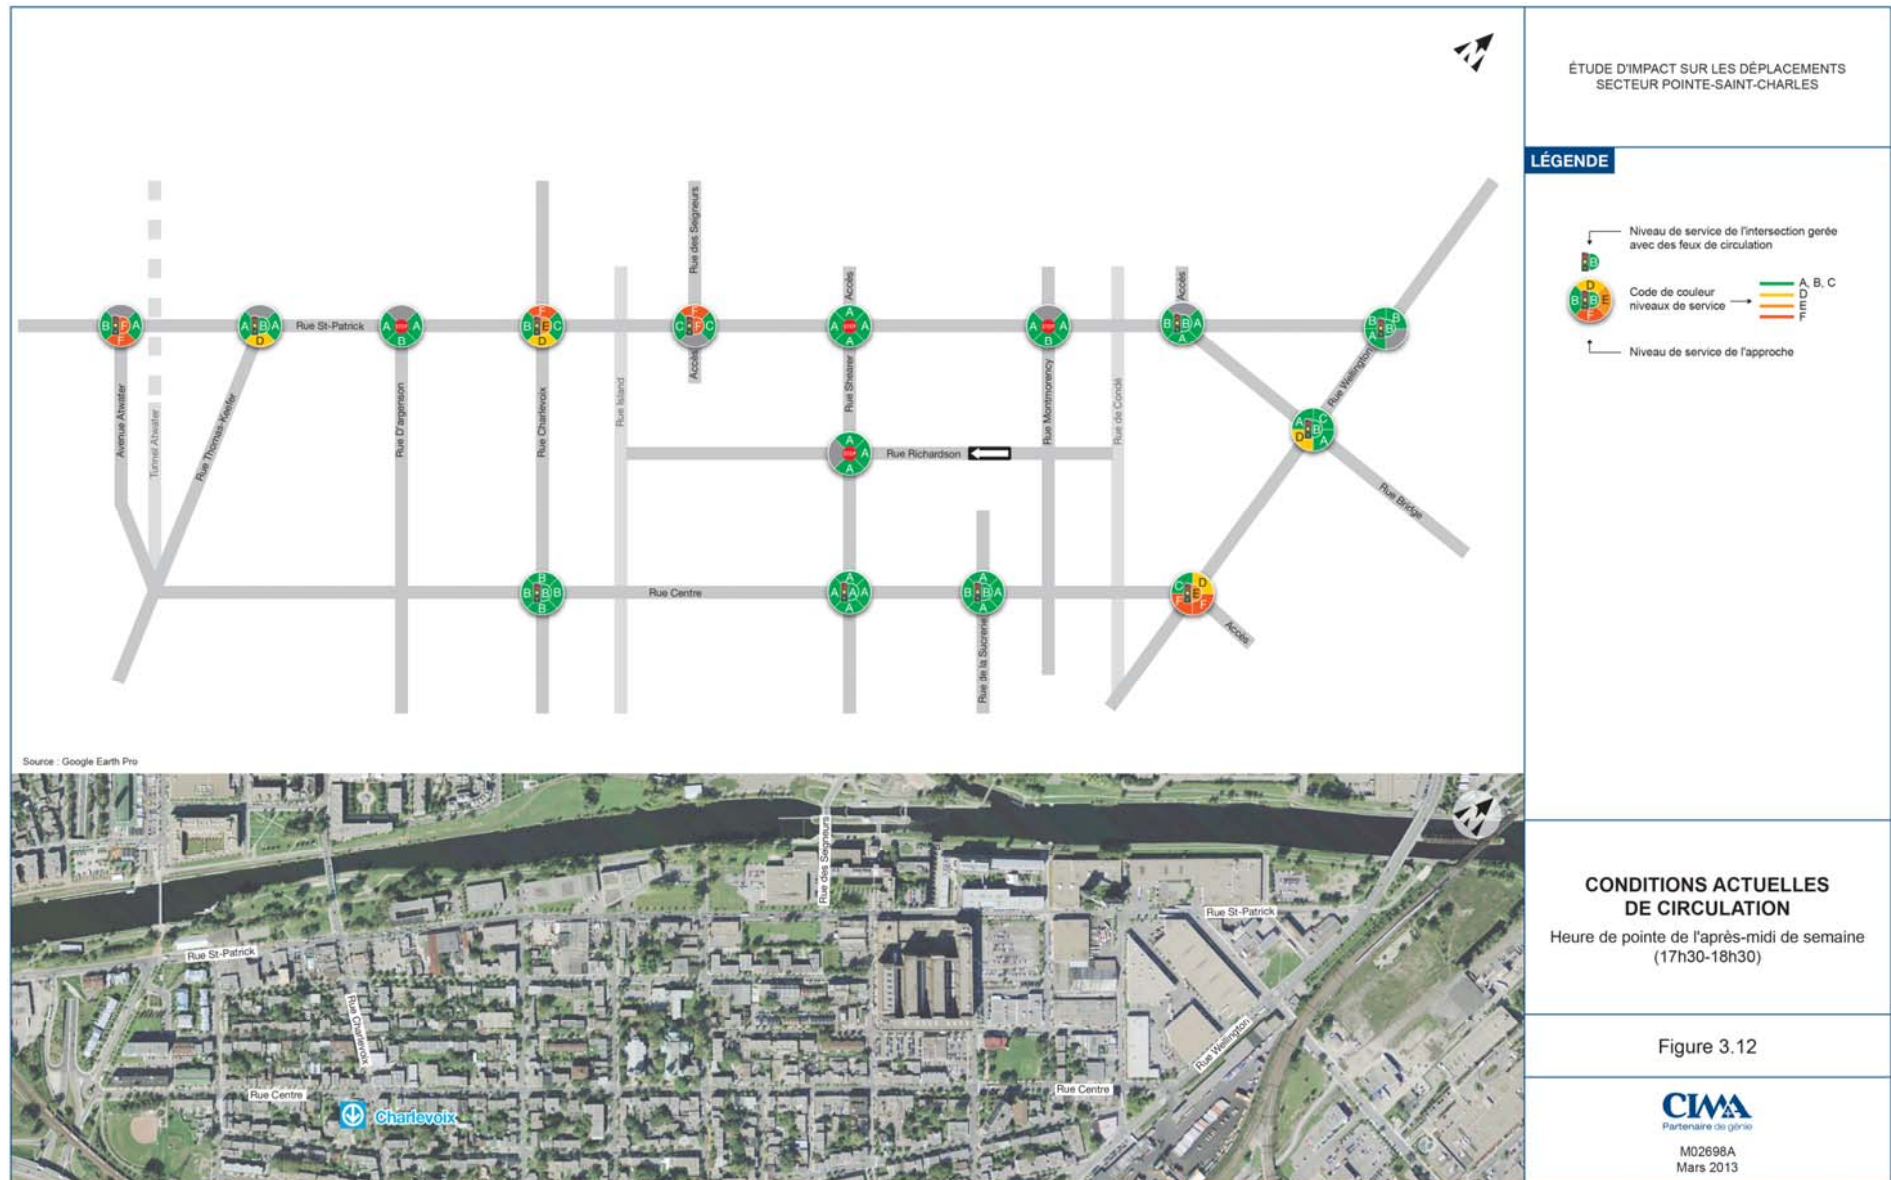 ÉTUDE D'IMPACT SUR LES DÉPLACEMENTS
SECTEUR POINTE-SAINT-CHARLES
LÉGENDE
Niveau de service de l'intersection gerée
avec des feux de circulation
B
D
B B E
F
Code de couleur
niveaux de service
A, B, C
D
E
F
Niveau de service de l'approche
Rue des Seigneurs
Accès
Accès
B F A
F
A B A
D
Rue St-Patrick
A STOP A
B
F
B E C
D
F
C F C
Accès
A
A STOP A
A
A STOP A
B
B B A
A
B B
B
A
Avenue Atwater
Tunnel Atwater
Rue Thomas-Keefer
Rue D'argenson
Rue Charlevoix
Rue Island
Rue Shearer
Rue Montmorency
Rue de Condé
Rue Wellington
A C
B
D A
A
STOP A
A
Rue Richardson
Rue Bridge
B
B B B
B
Rue Centre
A
A A A
A
A
B B A
A
C D
E
F F
Rue de la Sucrerie
Accès
Source : Google Earth Pro
Rue des Seigneurs
Rue St-Patrick
Rue St-Patrick
Rue Charlevoix
Rue Wellington
Rue Centre
Rue Centre
Charlevoix
CONDITIONS ACTUELLES
DE CIRCULATION
Heure de pointe de l'après-midi de semaine
(17h30-18h30)
Figure 3.12
CIMA
Partenaire de génie
M02698A
Mars 2013